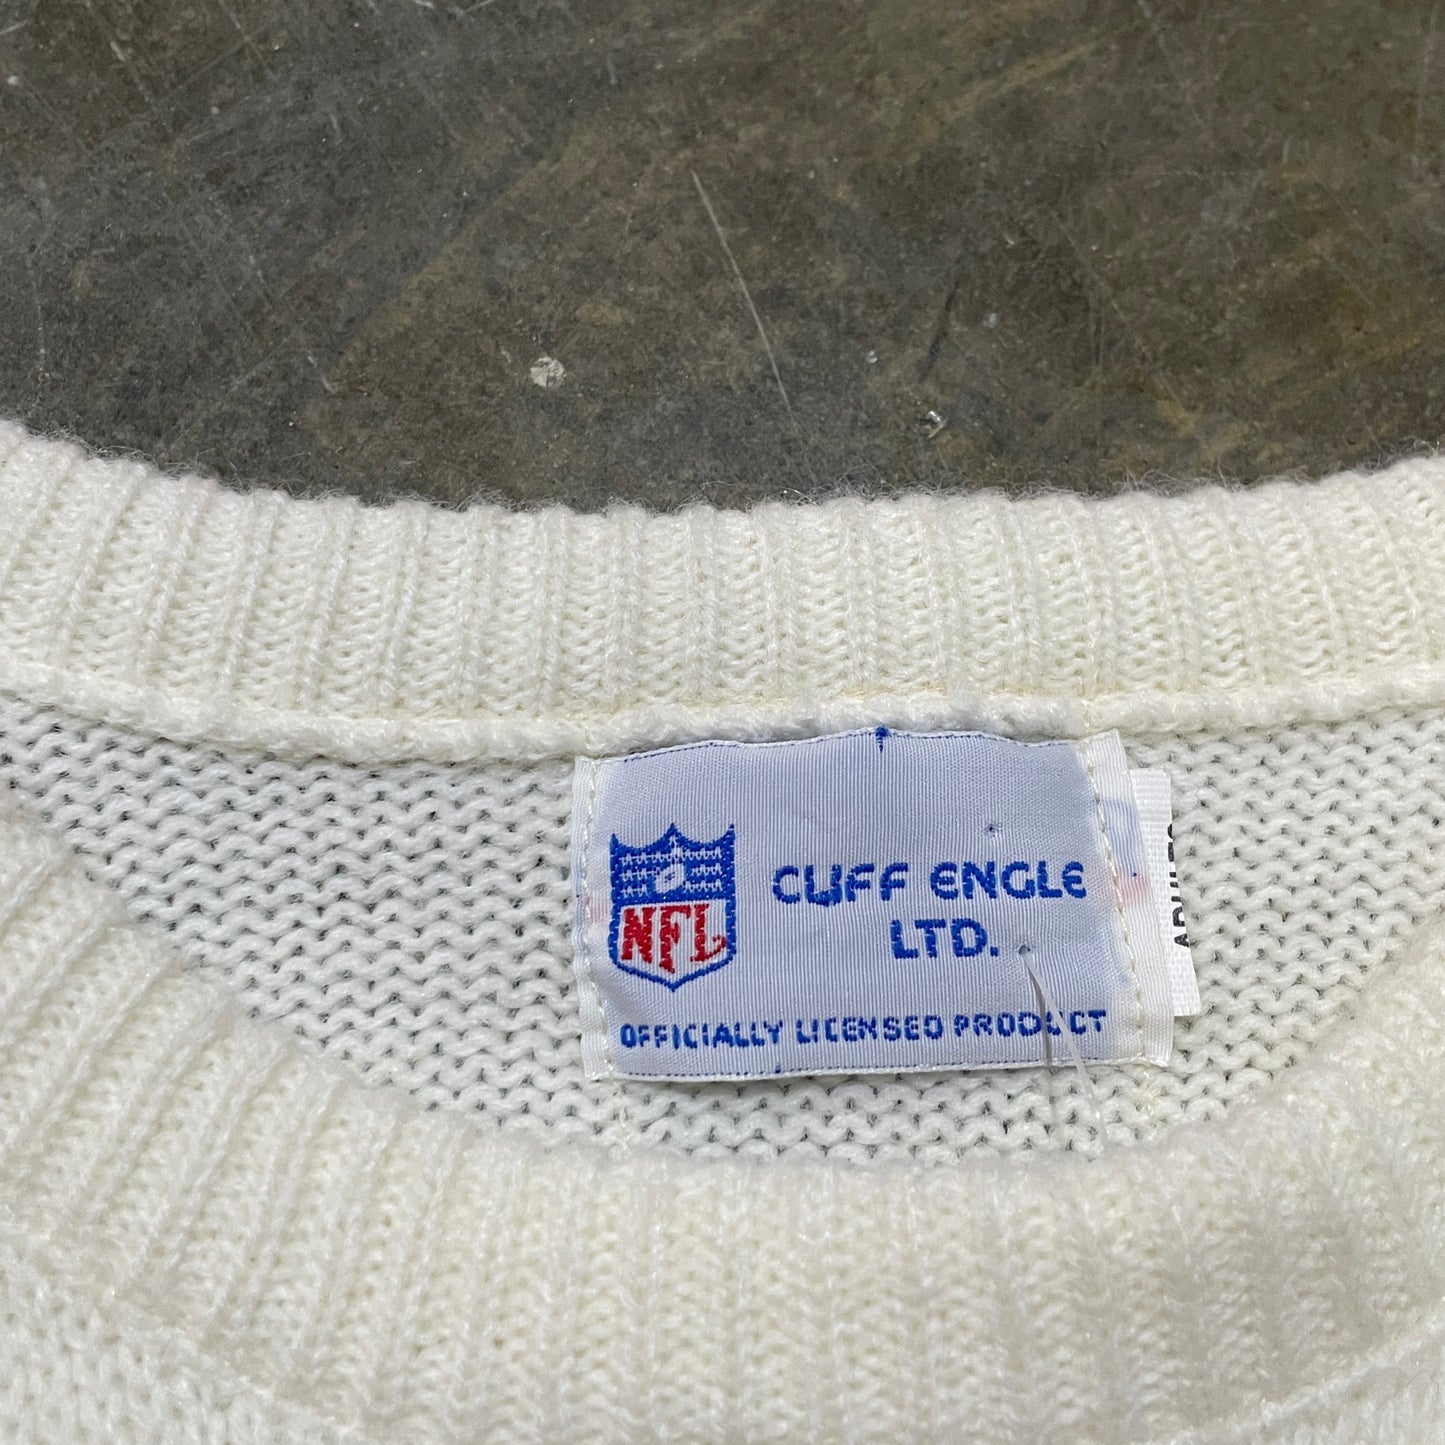 NFL
CLIFF ENGLE
LTD.
OFFICIALLY LICENSED PRODUCT